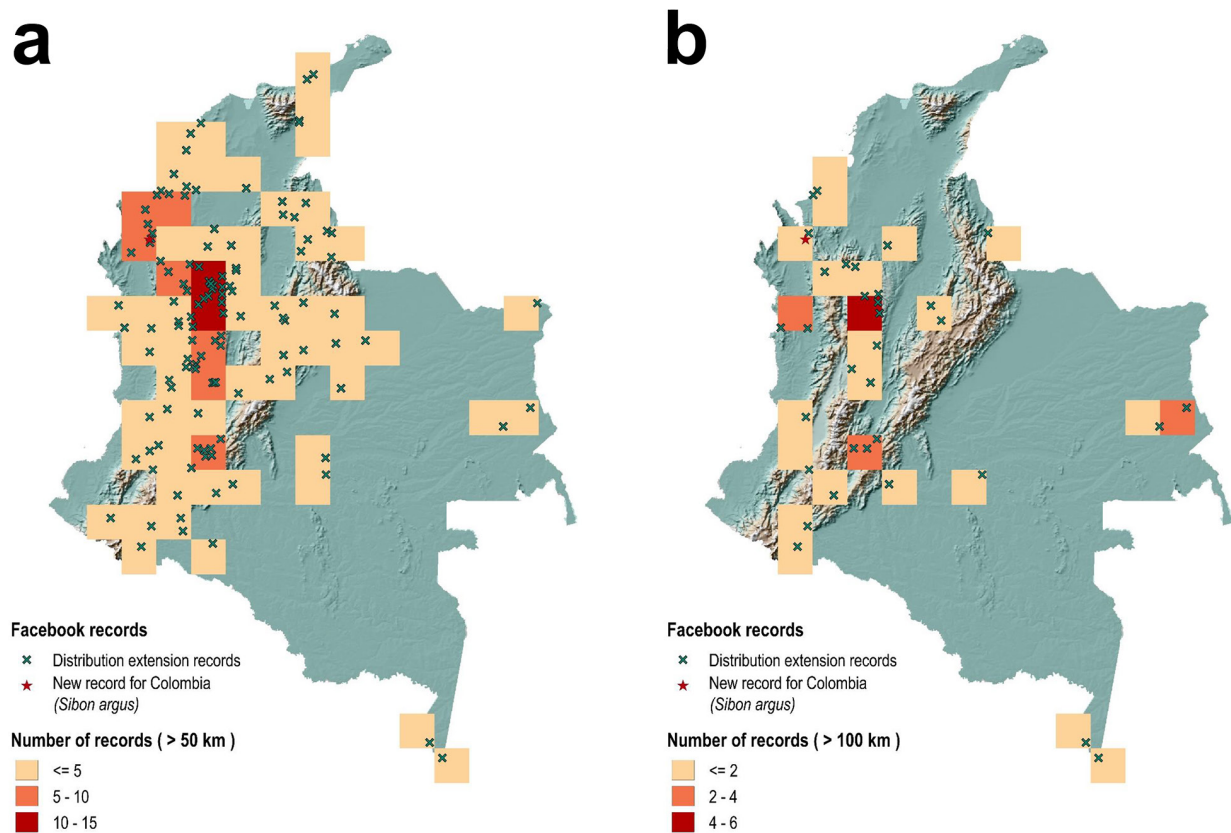 a
Facebook records
Distribution extension records
New record for Colombia
(Sibon argus)
Number of records ( > 50 km )
<= 5
5 - 10
10 - 15
b
Facebook records
Distribution extension records
New record for Colombia
(Sibon argus)
Number of records ( > 100 km )
<= 2
2 - 4
4 - 6